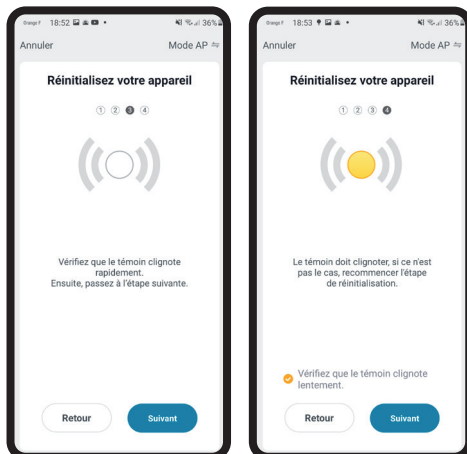 Orange F 18:52 36%
Annuler Mode AP
Réinitialisez votre appareil
1 2 3 4
Vérifiez que le témoin clignote
rapidement.
Ensuite, passez à l'étape suivante.
Retour Suivant
Orange F 18:53 36%
Annuler Mode AP
Réinitialisez votre appareil
1 2 3 4
Le témoin doit clignoter, si ce n'est
pas le cas, recommencer l'étape
de réinitialisation.
Vérifiez que le témoin clignote
lentement.
Retour Suivant